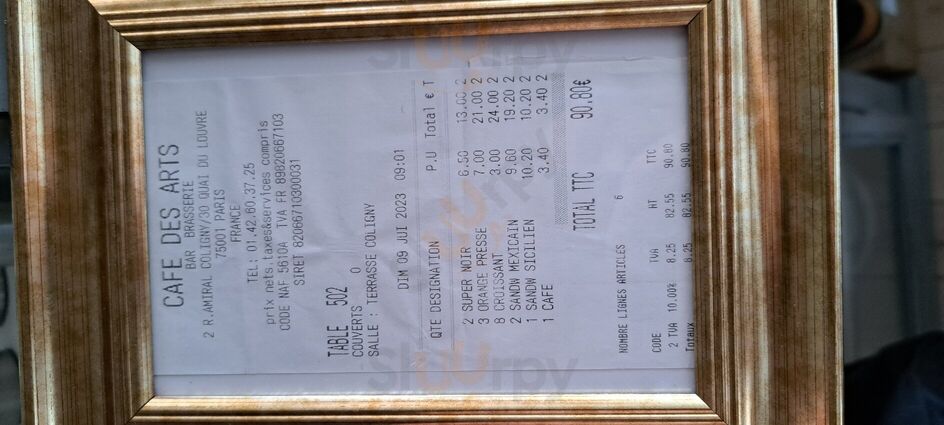 CAFE DES ARTS
BAR BRASSERIE
2 R.AMIRAL COLIGNY/30 QUAI DU LOUVRE
75001 PARIS
FRANCE
TEL: 01.42.60.37.25
prix nets,taxes&services compris
CODE NAF 5610A TVA FR 89820667103
SIRET 82066710300031
TABLE 502
COUVERTS 0
SALLE : TERRASSE COLIGNY
DIM 09 JUI 2023 09:01
QTE DESIGNATION P.U Total € T
2 SUPER NOIR 6.50 13.00 2
3 ORANGE PRESSE 7.00 21.00 2
8 CROISSANT 3.00 24.00 2
2 SANDW MEXICAIN 9.60 19.20 2
1 SANDW SICILIEN 10.20 10.20 2
1 CAFE 3.40 3.40 2
TOTAL TTC 90.80€
NOMBRE LIGNES ARTICLES 6
CODE TVA HT TTC
2 TVA 10.00% 8.25 82.55 90.80
Totaux 8.25 82.55 90.80